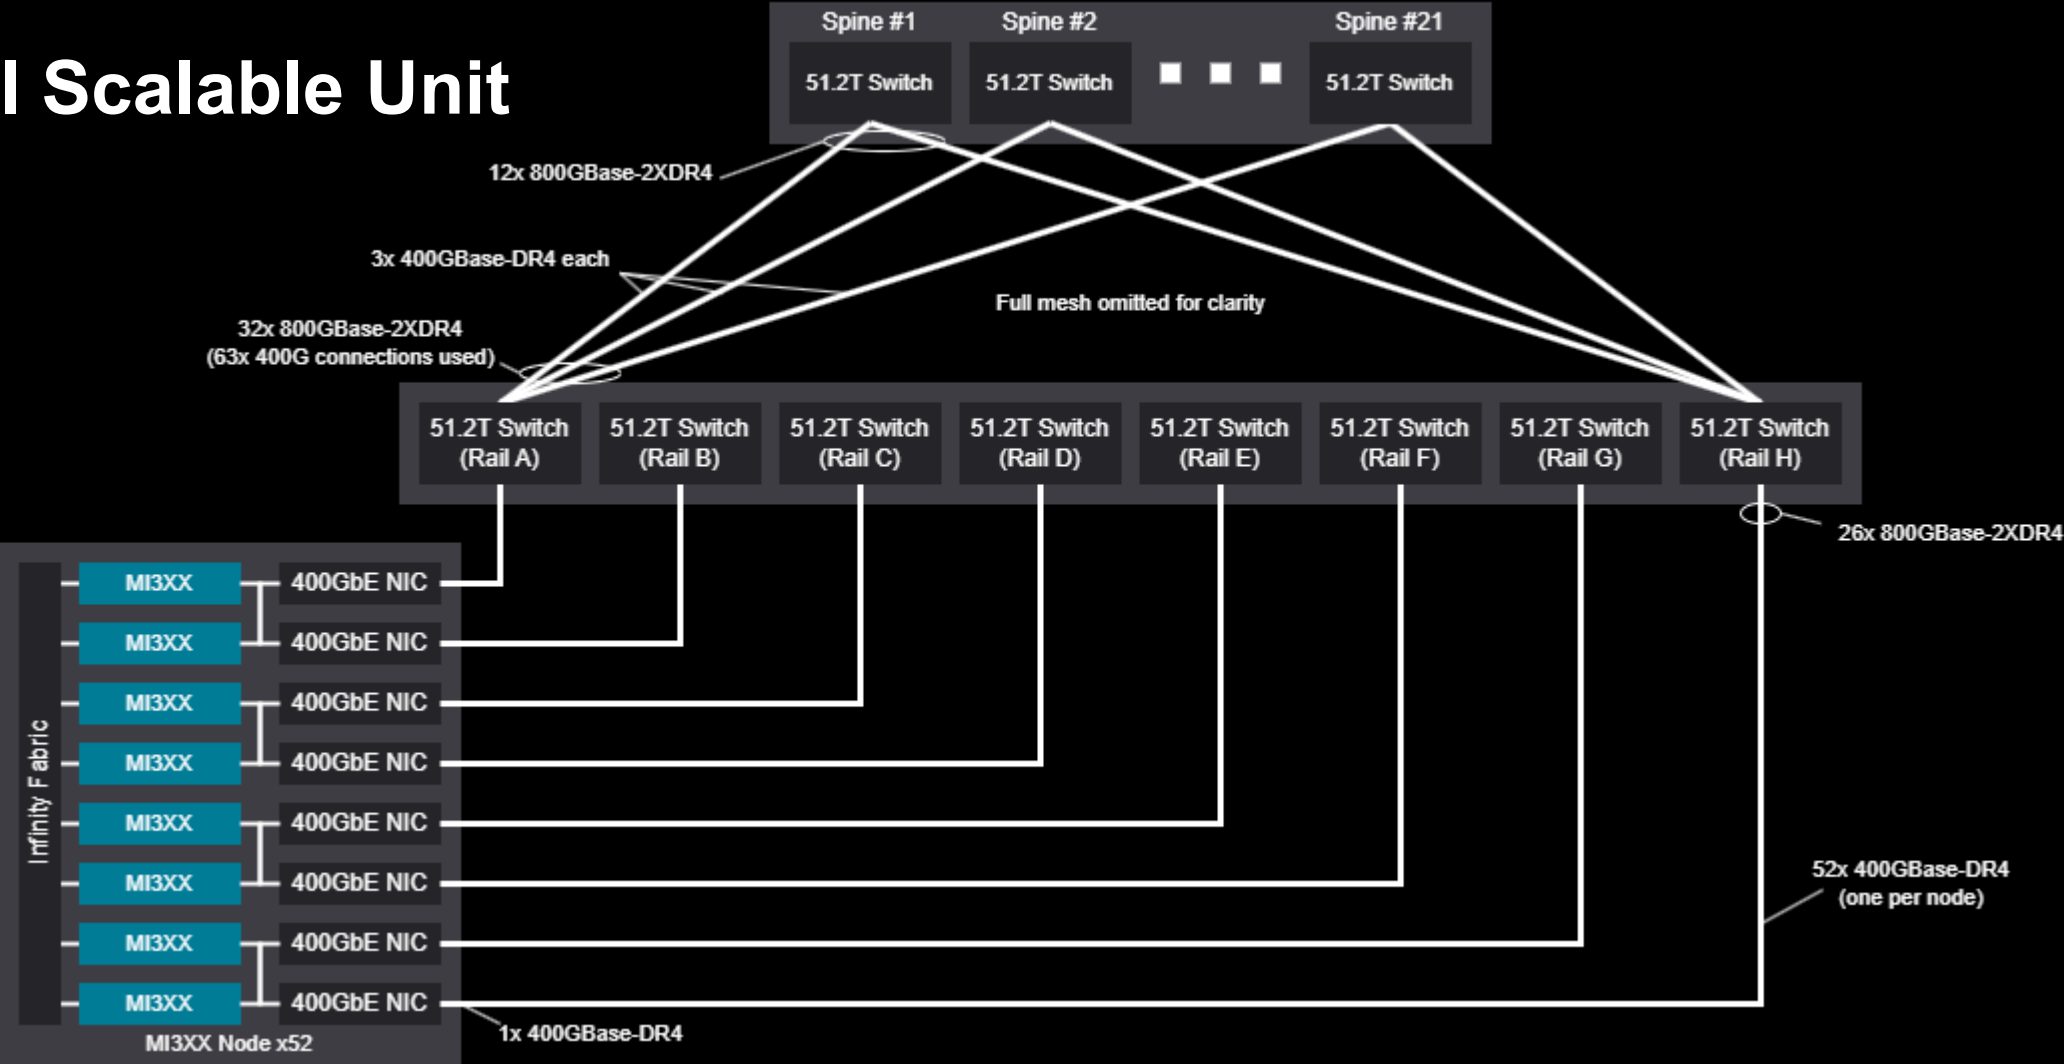 l Scalable Unit
Spine #1
Spine #2
Spine #21
51.2T Switch
51.2T Switch
51.2T Switch
12x 800GBase-2XDR4
3x 400GBase-DR4 each
Full mesh omitted for clarity
32x 800GBase-2XDR4
(63x 400G connections used)
51.2T Switch
(Rail A)
51.2T Switch
(Rail B)
51.2T Switch
(Rail C)
51.2T Switch
(Rail D)
51.2T Switch
(Rail E)
51.2T Switch
(Rail F)
51.2T Switch
(Rail G)
51.2T Switch
(Rail H)
26x 800GBase-2XDR4
Infinity Fabric
MI3XX
400GbE NIC
MI3XX
400GbE NIC
MI3XX
400GbE NIC
MI3XX
400GbE NIC
MI3XX
400GbE NIC
MI3XX
400GbE NIC
MI3XX
400GbE NIC
MI3XX
400GbE NIC
52x 400GBase-DR4
(one per node)
1x 400GBase-DR4
MI3XX Node x52